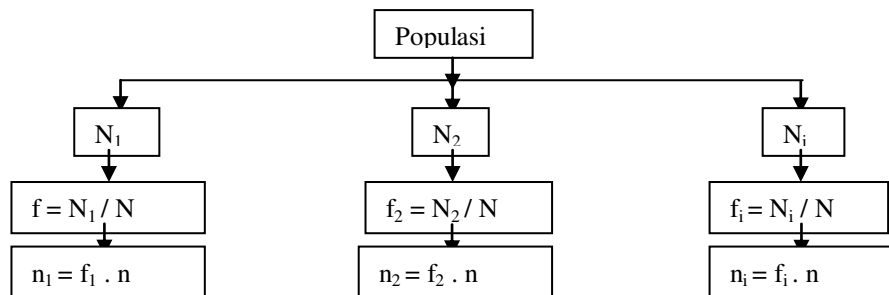 Populasi
N₁ N₂ Nᵢ
f = N₁ / N f₂ = N₂ / N fᵢ = Nᵢ / N
n₁ = f₁ . n n₂ = f₂ . n nᵢ = fᵢ . n